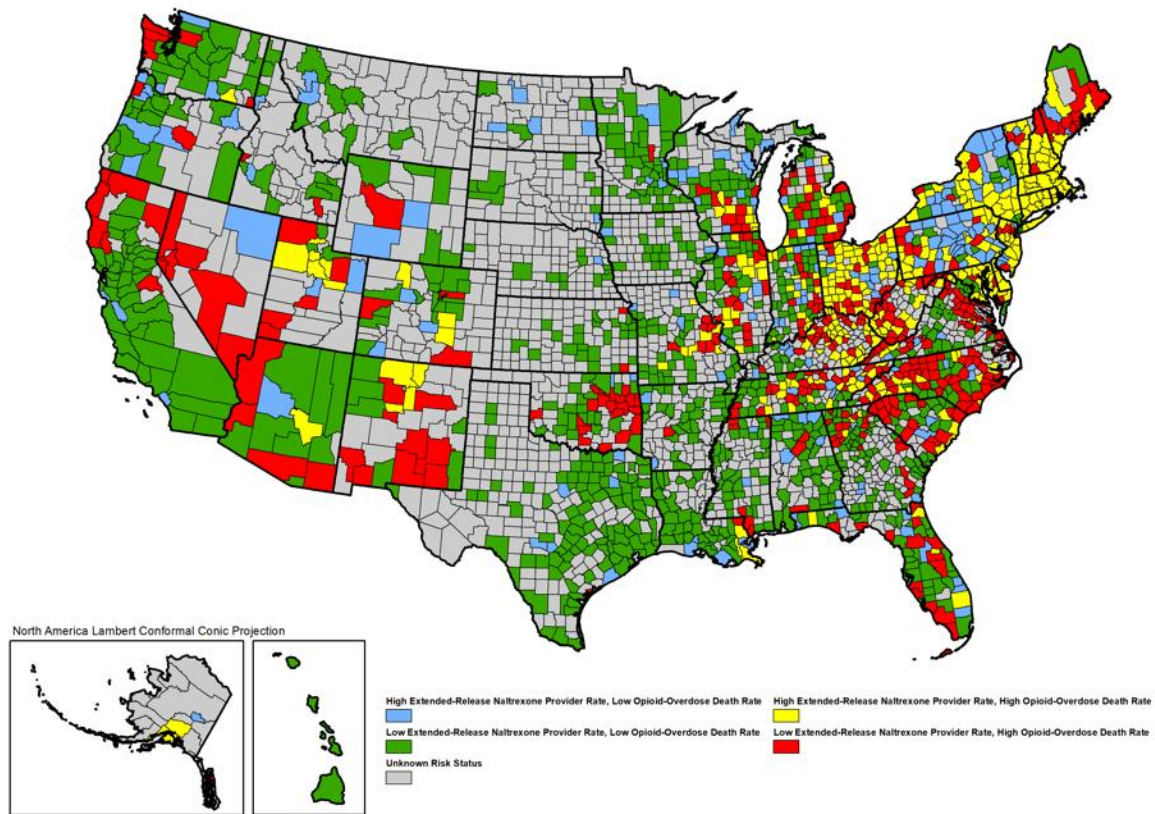 North America Lambert Conformal Conic Projection
High Extended-Release Naltrexone Provider Rate, Low Opioid-Overdose Death Rate
Low Extended-Release Naltrexone Provider Rate, Low Opioid-Overdose Death Rate
Unknown Risk Status
High Extended-Release Naltrexone Provider Rate, High Opioid-Overdose Death Rate
Low Extended-Release Naltrexone Provider Rate, High Opioid-Overdose Death Rate